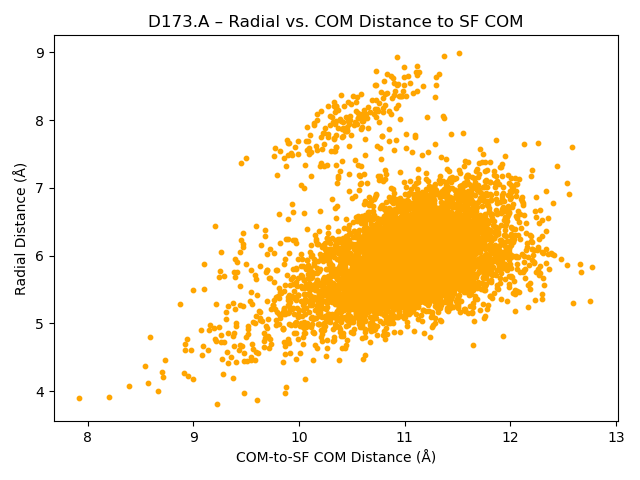 D173.A – Radial vs. COM Distance to SF COM
Radial Distance (Å)
9
8
7
6
5
4
8 9 10 11 12 13
COM-to-SF COM Distance (Å)